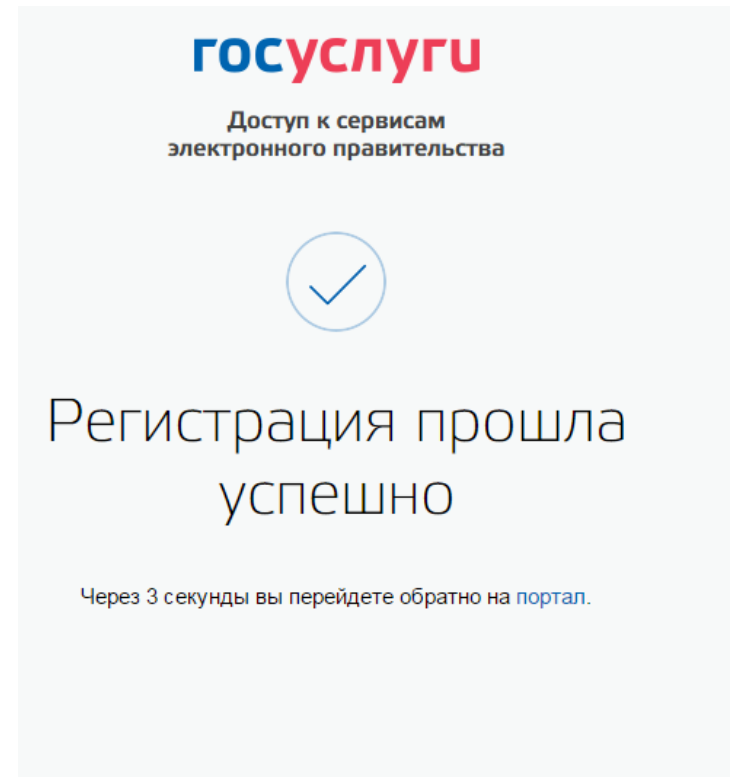 госуслуги
Доступ к сервисам
электронного правительства
Регистрация прошла
успешно
Через 3 секунды вы перейдете обратно на портал.